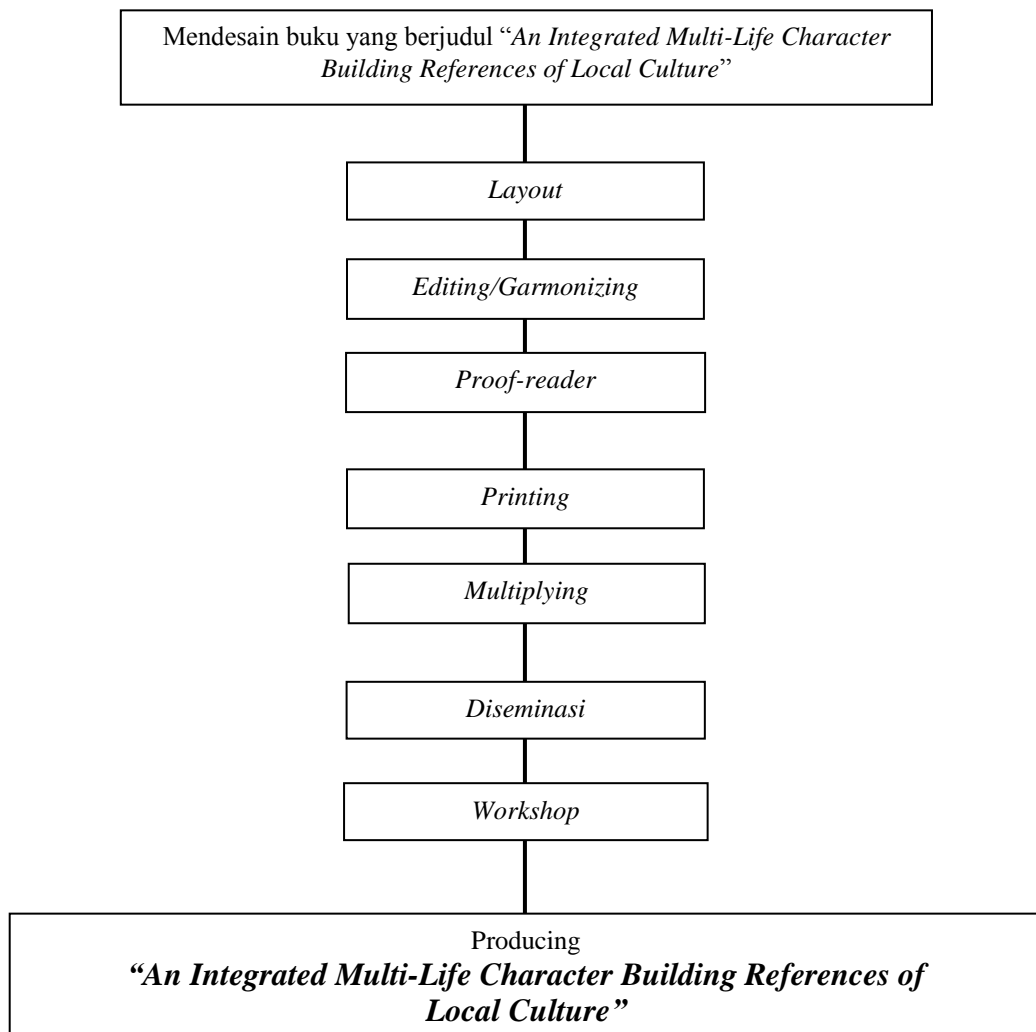 Mendesain buku yang berjudul “An Integrated Multi-Life Character
Building References of Local Culture”
Layout
Editing/Garmonizing
Proof-reader
Printing
Multiplying
Diseminasi
Workshop
Producing
“An Integrated Multi-Life Character Building References of
Local Culture”